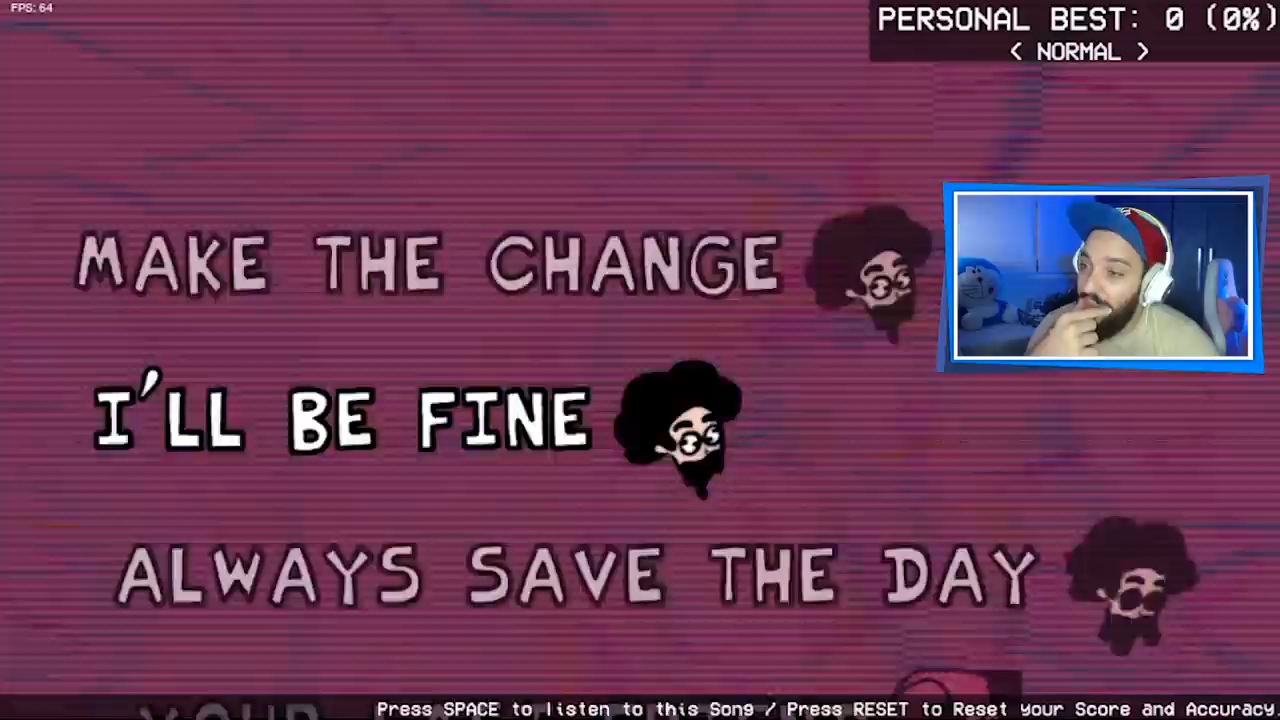 FPS: 64
PERSONAL BEST: 0 (0%)
< NORMAL >
MAKE THE CHANGE
I'LL BE FINE
ALWAYS SAVE THE DAY
YOUR
Press SPACE to listen to this Song / Press RESET to Reset your Score and Accuracy.